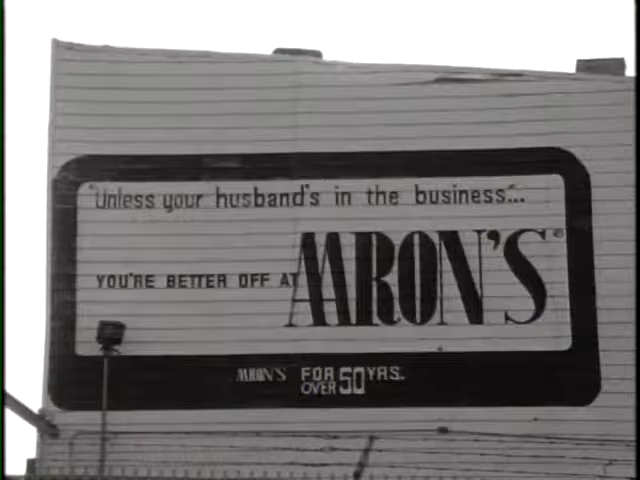 "Unless your husband's in the business...
YOU'RE BETTER OFF AT AARON'S®
AARON'S FOR OVER 50 YRS.